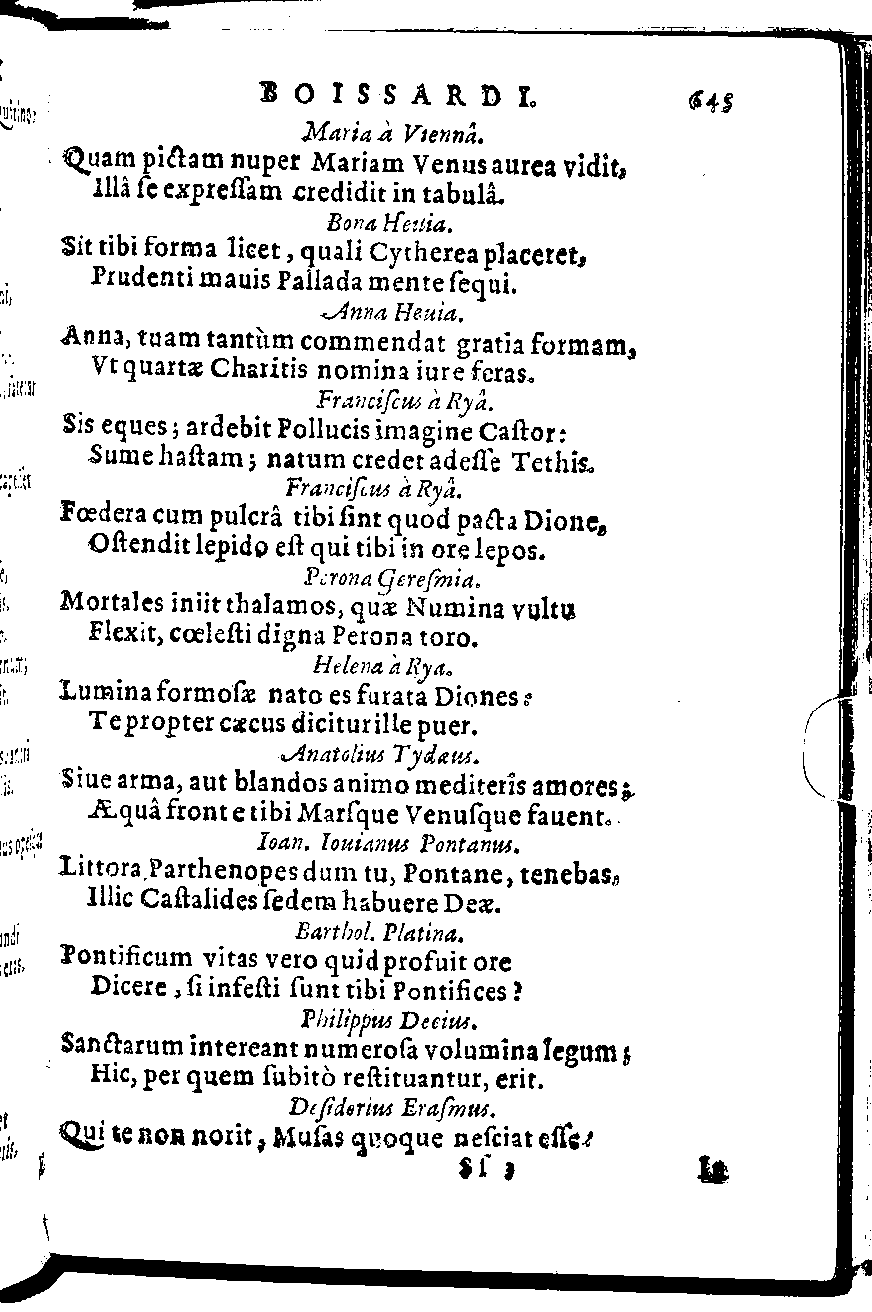 BOISSARDI. 645
Maria à Viennâ.
Quam pictam nuper Mariam Venus aurea vidit,
Illâ ſe expreſſam credidit in tabulâ.
Bona Heuia.
Sit tibi forma licet, quali Cytherea placeret,
Prudenti mauis Pallada mente ſequi.
Anna Heuia.
Anna, tuam tantùm commendat gratia formam,
Vt quartæ Charitis nomina iure feras.
Franciſcus à Ryâ.
Sis eques; ardebit Pollucis imagine Caſtor:
Sume haſtam; natum credet adeſſe Tethis.
Franciſcus à Ryâ.
Fœdera cum pulcrâ tibi ſint quod pacta Dione,
Oſtendit lepido eſt qui tibi in ore lepos.
Perona Gereſmia.
Mortales iniit thalamos, quæ Numina vultu
Flexit, cœleſti digna Perona toro.
Helena à Rya.
Lumina formoſæ nato es furata Diones:
Te propter cæcus dicitur ille puer.
Anatolius Tydæus.
Siue arma, aut blandos animo mediteris amores;
Æquâ fronte tibi Marſque Venuſque fauent.
Ioan. Iouianus Pontanus.
Littora Parthenopes dum tu, Pontane, tenebas,
Illic Caſtalides ſedem habuere Deæ.
Barthol. Platina.
Pontificum vitas vero quid profuit ore
Dicere, ſi infeſti ſunt tibi Pontifices?
Philippus Decius.
Sanctarum intereant numeroſa volumina legum;
Hic, per quem ſubitò reſtituantur, erit.
Deſiderius Eraſmus.
Qui te non norit, Muſas quoque neſciat eſſe:
Sſ 3